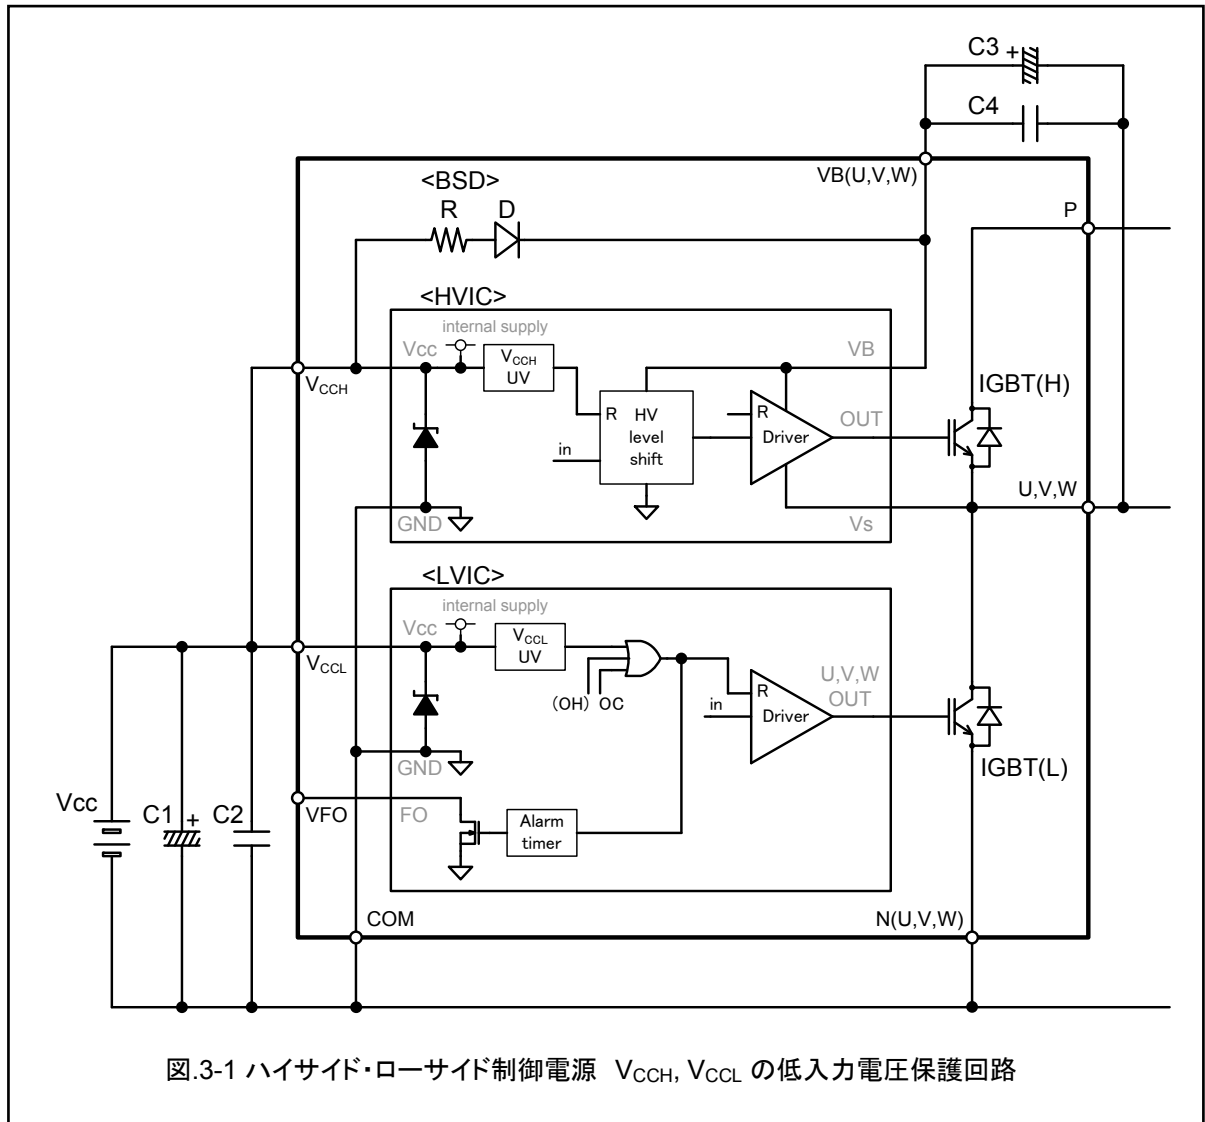 C3 +
C4
VB(U,V,W)
<BSD>
R D
P
<HVIC>
internal supply
Vcc
VCCH
UV
VB
VCCH
IGBT(H)
R HV
level
shift
R
Driver
OUT
in
U,V,W
GND
Vs
<LVIC>
internal supply
Vcc
VCCL
UV
VCCL
U,V,W
OUT
(OH) OC
R
in
Driver
GND
IGBT(L)
Vcc
C1 +
C2
VFO
FO
Alarm
timer
COM
N(U,V,W)
図.3-1 ハイサイド・ローサイド制御電源 VCCH, VCCL の低入力電圧保護回路